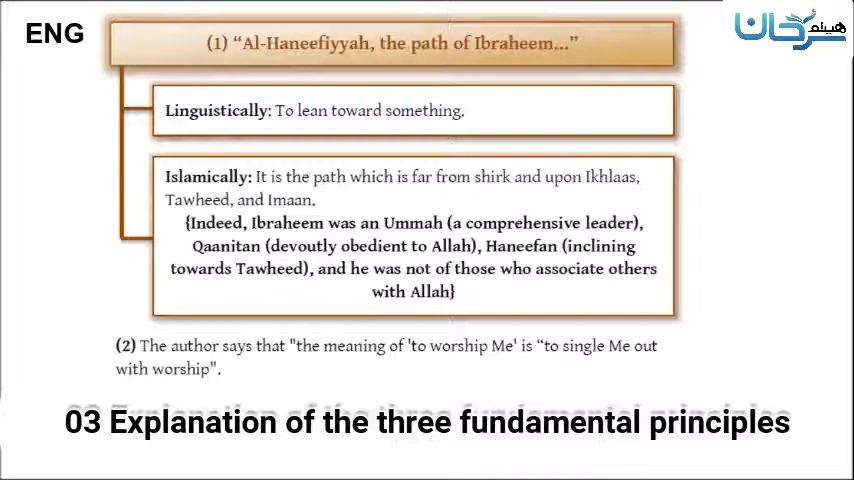 ENG
هيثم
سرحان
(1) “Al-Haneefiyyah, the path of Ibraheem...”
Linguistically: To lean toward something.
Islamically: It is the path which is far from shirk and upon Ikhlaas,
Tawheed, and Imaan.
{Indeed, Ibraheem was an Ummah (a comprehensive leader),
Qaanitan (devoutly obedient to Allah), Haneefan (inclining
towards Tawheed), and he was not of those who associate others
with Allah}
(2) The author says that "the meaning of 'to worship Me' is “to single Me out
with worship".
03 Explanation of the three fundamental principles